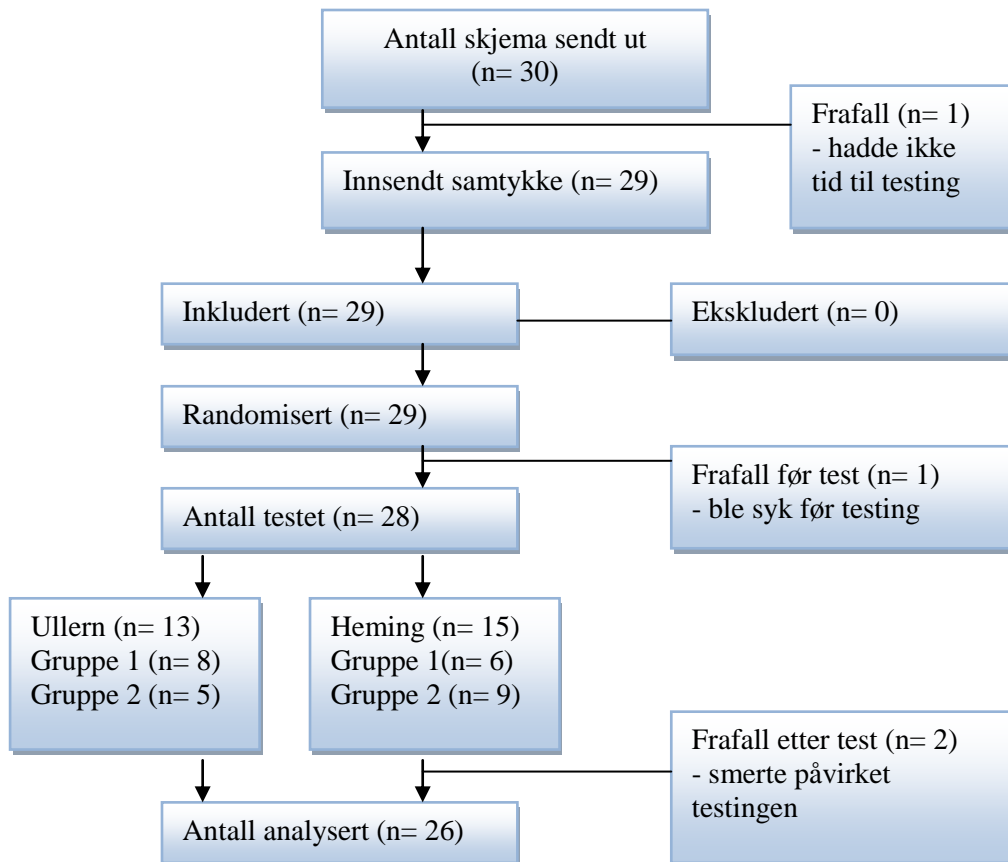 Antall skjema sendt ut
(n= 30)
Frafall (n= 1)
- hadde ikke
tid til testing
Innsendt samtykke (n= 29)
Inkludert (n= 29)
Ekskludert (n= 0)
Randomisert (n= 29)
Frafall før test (n= 1)
- ble syk før testing
Antall testet (n= 28)
Ullern (n= 13)
Gruppe 1 (n= 8)
Gruppe 2 (n= 5)
Heming (n= 15)
Gruppe 1(n= 6)
Gruppe 2 (n= 9)
Frafall etter test (n= 2)
- smerte påvirket
testingen
Antall analysert (n= 26)